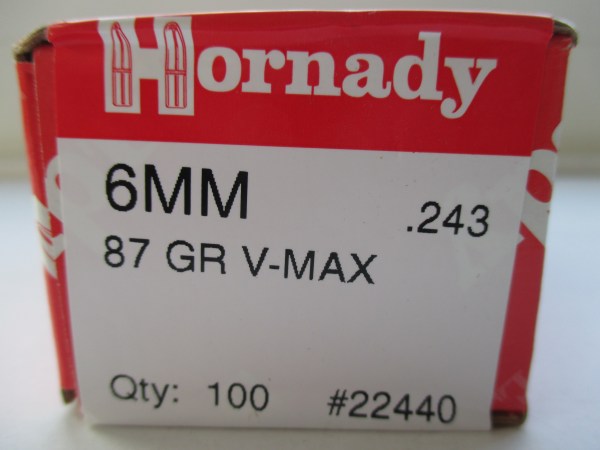 Hornady
6MM .243
87 GR V-MAX
Qty: 100 #22440